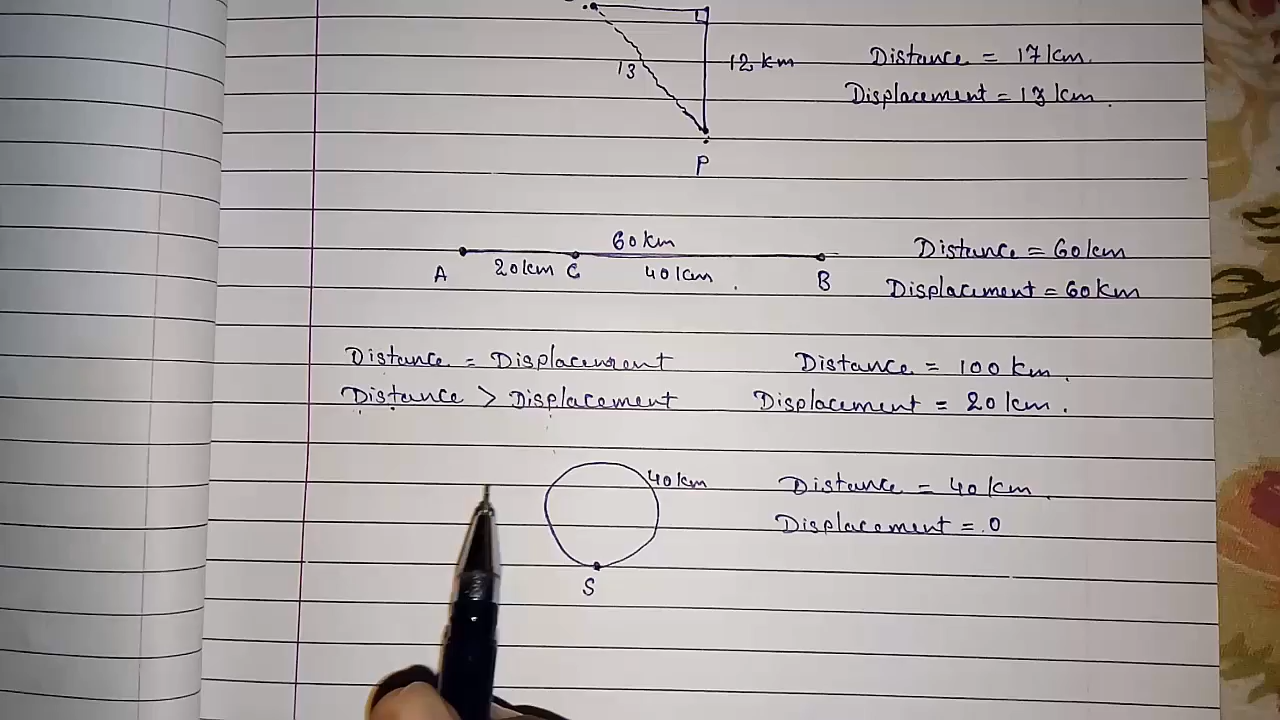 13
12 km
Distance = 17 km.
Displacement = 13 km.
P
60 km
A 20 km C 40 km. B
Distance = 60 km
Displacement = 60 km
Distance = Displacement
Distance > Displacement
Distance = 100 km.
Displacement = 20 km.
40 km
S
Distance = 40 km.
Displacement = 0